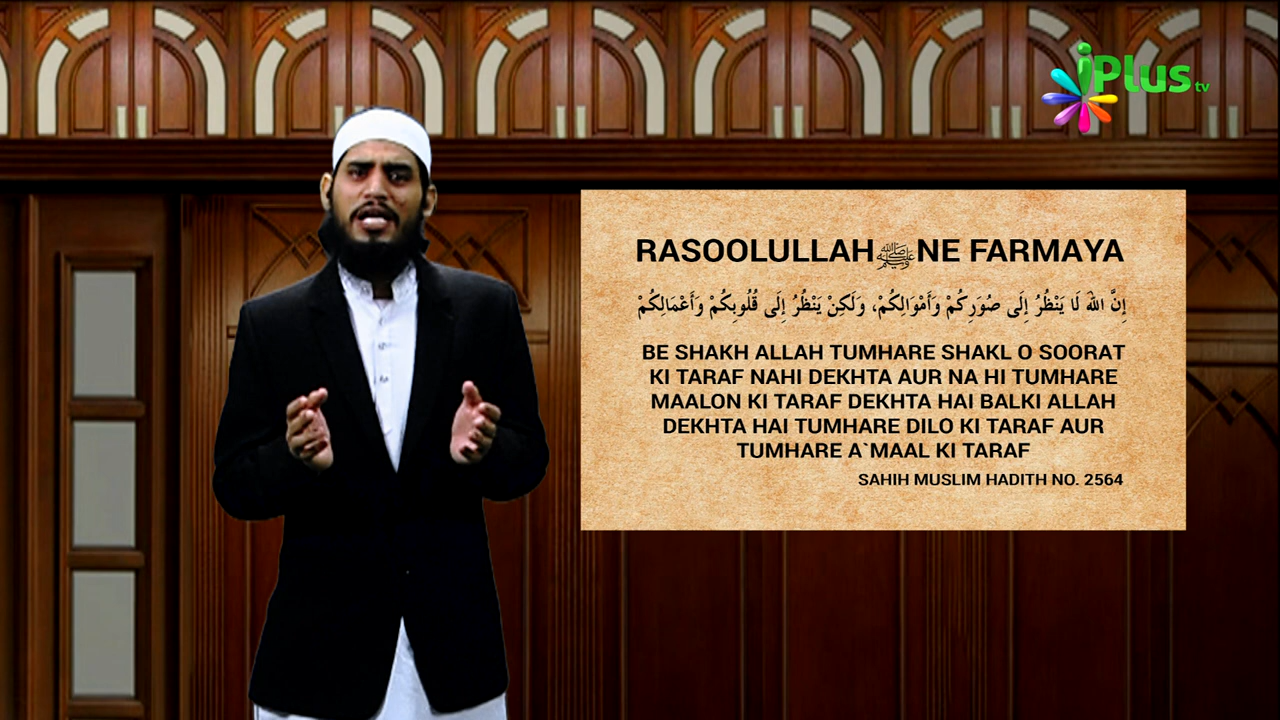 iPlus tv
RASOOLULLAH ﷺ NE FARMAYA
إِنَّ اللهَ لَا يَنْظُرُ إِلَى صُوَرِكُمْ وَأَمْوَالِكُمْ، وَلَكِنْ يَنْظُرُ إِلَى قُلُوبِكُمْ وَأَعْمَالِكُمْ
BE SHAKH ALLAH TUMHARE SHAKL O SOORAT
KI TARAF NAHI DEKHTA AUR NA HI TUMHARE
MAALON KI TARAF DEKHTA HAI BALKI ALLAH
DEKHTA HAI TUMHARE DILO KI TARAF AUR
TUMHARE A`MAAL KI TARAF
SAHIH MUSLIM HADITH NO. 2564